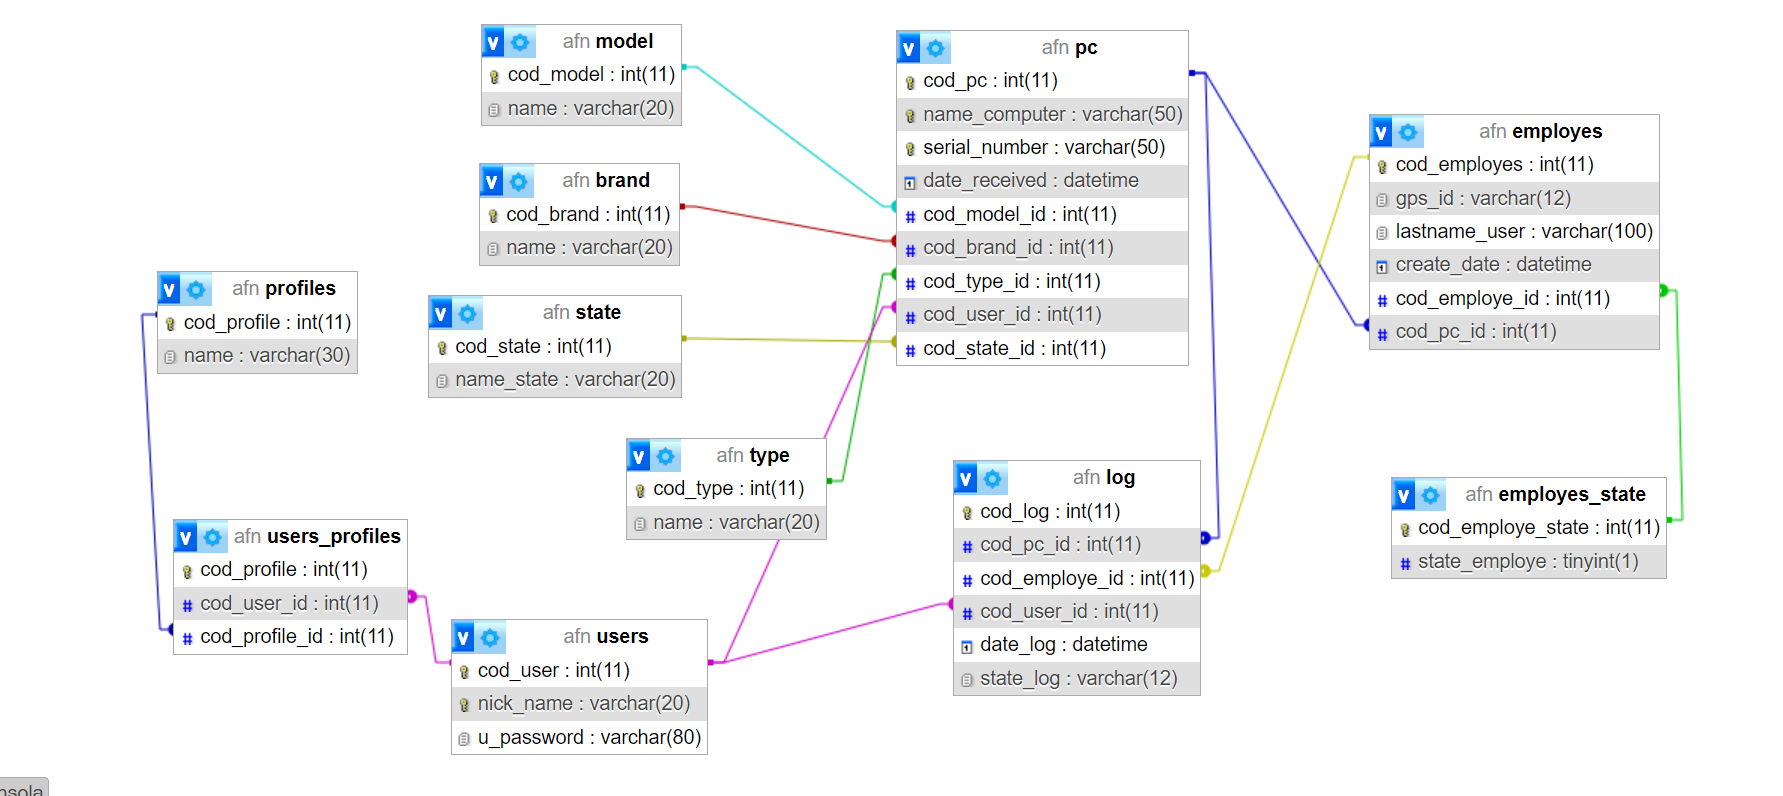 v afn model
cod_model : int(11)
name : varchar(20)
v afn brand
cod_brand : int(11)
name : varchar(20)
v afn state
cod_state : int(11)
name_state : varchar(20)
v afn profiles
cod_profile : int(11)
name : varchar(30)
v afn type
cod_type : int(11)
name : varchar(20)
v afn users_profiles
cod_profile : int(11)
# cod_user_id : int(11)
# cod_profile_id : int(11)
v afn users
cod_user : int(11)
nick_name : varchar(20)
u_password : varchar(80)
v afn pc
cod_pc : int(11)
name_computer : varchar(50)
serial_number : varchar(50)
date_received : datetime
# cod_model_id : int(11)
# cod_brand_id : int(11)
# cod_type_id : int(11)
# cod_user_id : int(11)
# cod_state_id : int(11)
v afn log
cod_log : int(11)
# cod_pc_id : int(11)
# cod_employe_id : int(11)
# cod_user_id : int(11)
date_log : datetime
state_log : varchar(12)
v afn employes
cod_employes : int(11)
gps_id : varchar(12)
lastname_user : varchar(100)
create_date : datetime
# cod_employe_id : int(11)
# cod_pc_id : int(11)
v afn employes_state
cod_employe_state : int(11)
# state_employe : tinyint(1)
nsola